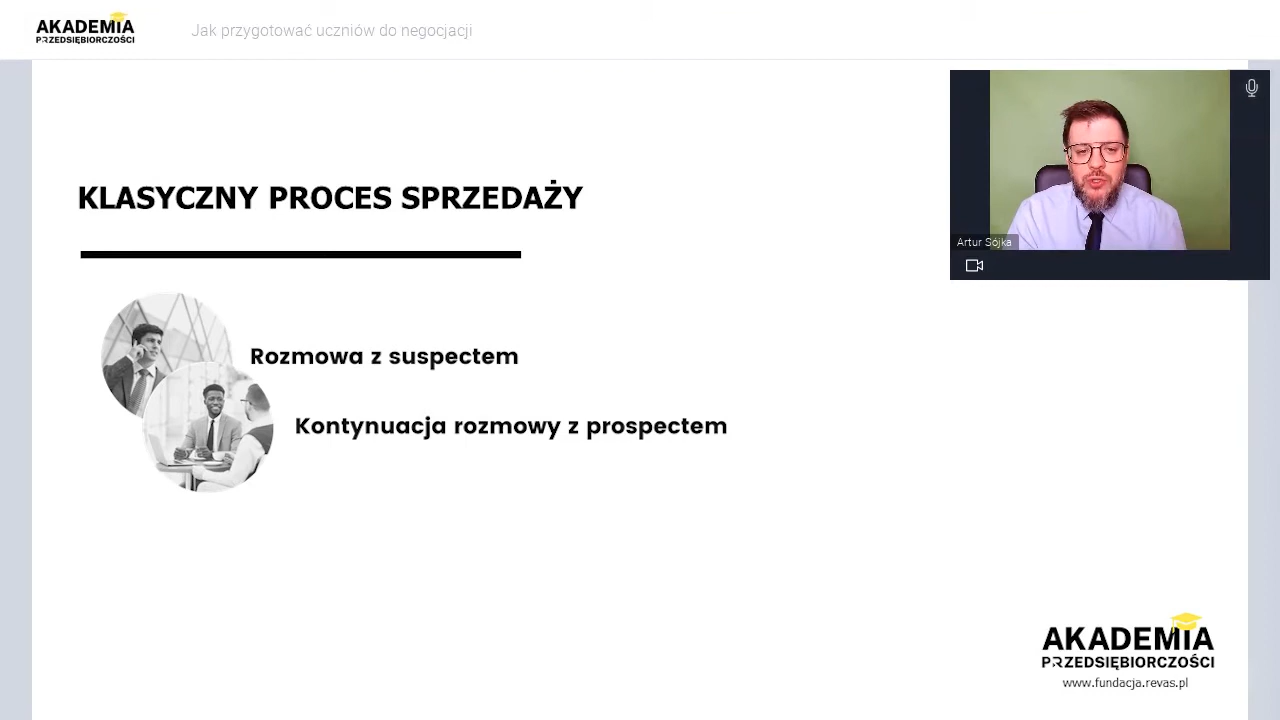 AKADEMIA
PRZEDSIĘBIORCZOŚCI
Jak przygotować uczniów do negocjacji
Artur Sójka
KLASYCZNY PROCES SPRZEDAŻY
Rozmowa z suspectem
Kontynuacja rozmowy z prospectem
AKADEMIA
PRZEDSIĘBIORCZOŚCI
www.fundacja.revas.pl